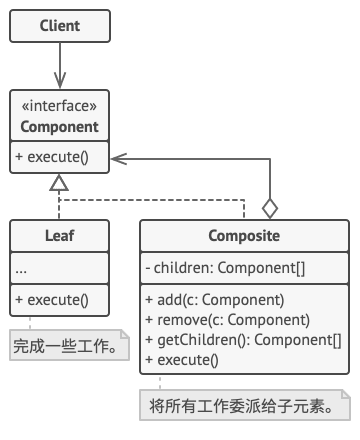 Client
«interface»
Component
+ execute()
Leaf
...
+ execute()
完成一些工作。
Composite
- children: Component[]
+ add(c: Component)
+ remove(c: Component)
+ getChildren(): Component[]
+ execute()
将所有工作委派给子元素。